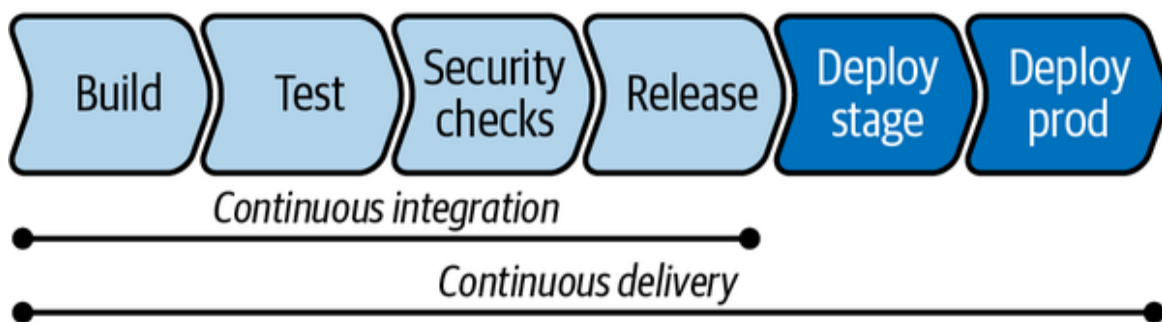 Build
Test
Security
checks
Release
Deploy
stage
Deploy
prod
Continuous integration
Continuous delivery